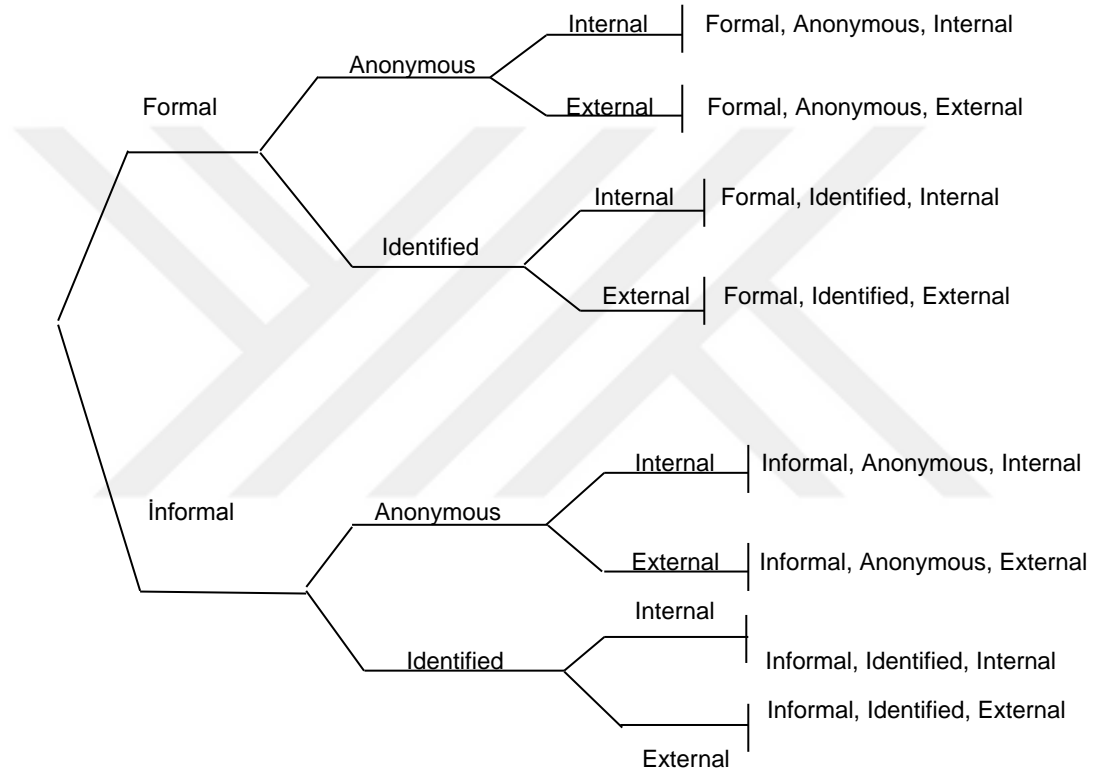 Internal Formal, Anonymous, Internal
Anonymous
Formal
External Formal, Anonymous, External
Internal Formal, Identified, Internal
Identified
External Formal, Identified, External
Internal Informal, Anonymous, Internal
İnformal Anonymous
External Informal, Anonymous, External
Internal
Identified Informal, Identified, Internal
Informal, Identified, External
External